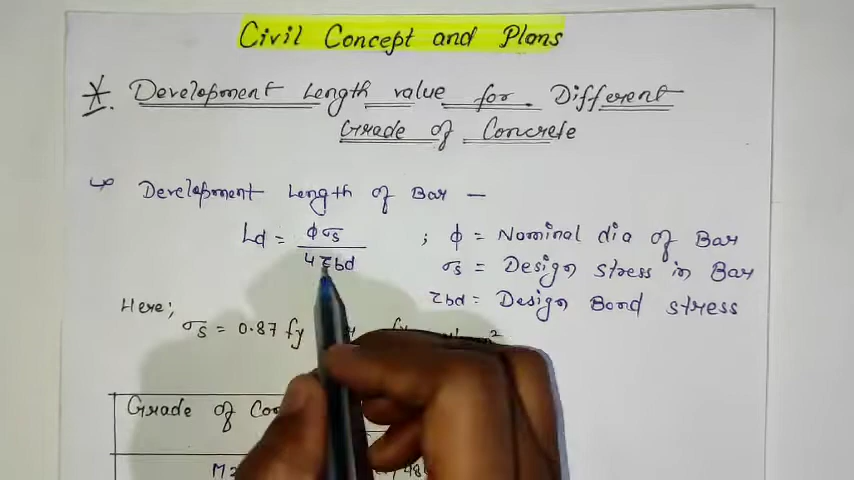 Civil Concept and Plans
*. Development Length value for Different
Grade of Concrete
Development Length of Bar —
Ld = ϕσs / 4τbd ; ϕ = Nominal dia of Bar
σs = Design stress in Bar
τbd = Design Bond stress
Here;
σs = 0.87 fy
Grade of